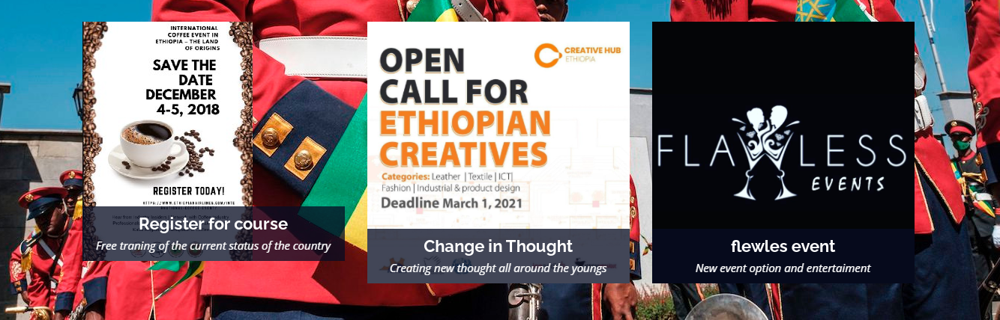 INTERNATIONAL
COFFEE EVENT IN
ETHIOPIA – THE LAND
OF ORIGINS
SAVE THE
DATE
DECEMBER
4-5, 2018
REGISTER TODAY!
HTTPS://WWW.ETHIOPIANAIRLINES.COM/INTE
Register for course
Free traning of the current status of the country
CREATIVE HUB
ETHIOPIA
OPEN
CALL FOR
ETHIOPIAN
CREATIVES
Categories: Leather | Textile | ICT|
Fashion | Industrial & product design
Deadline March 1, 2021
Change in Thought
Creating new thought all around the youngs
FLAWLESS
EVENTS
flewles event
New event option and entertaiment